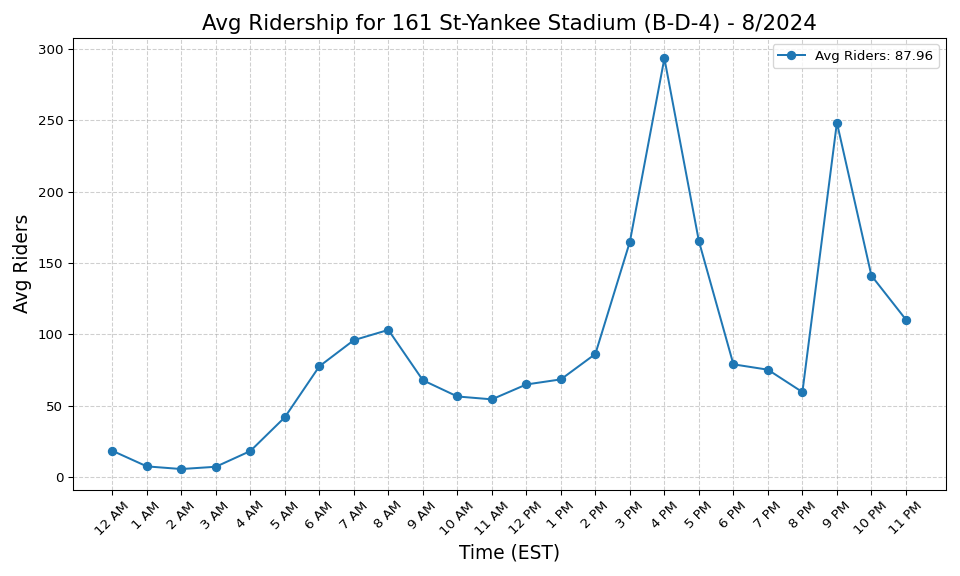 Avg Ridership for 161 St-Yankee Stadium (B-D-4) - 8/2024
Avg Riders: 87.96
Avg Riders
300
250
200
150
100
50
0
12 AM 1 AM 2 AM 3 AM 4 AM 5 AM 6 AM 7 AM 8 AM 9 AM 10 AM 11 AM 12 PM 1 PM 2 PM 3 PM 4 PM 5 PM 6 PM 7 PM 8 PM 9 PM 10 PM 11 PM
Time (EST)